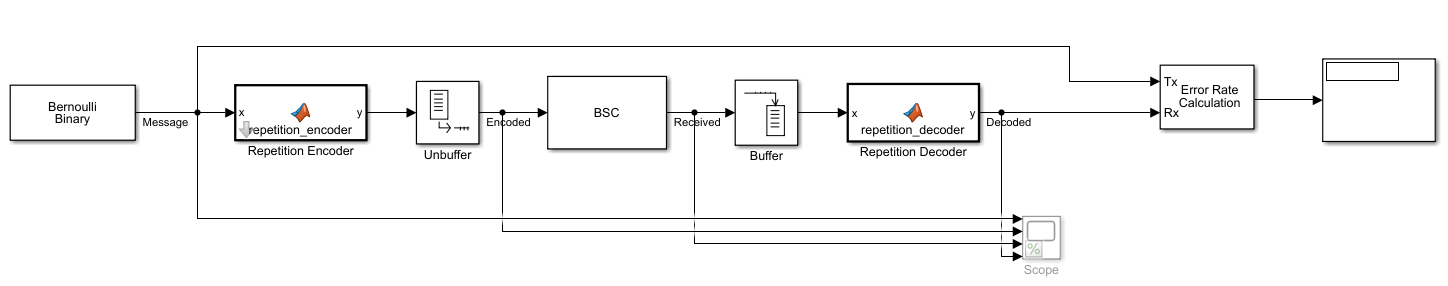 Bernoulli
Binary
Message
x
y
repetition_encoder
Repetition Encoder
Unbuffer
Encoded
BSC
Received
Buffer
x
y
repetition_decoder
Repetition Decoder
Decoded
Tx
Rx
Error Rate
Calculation
%
Scope